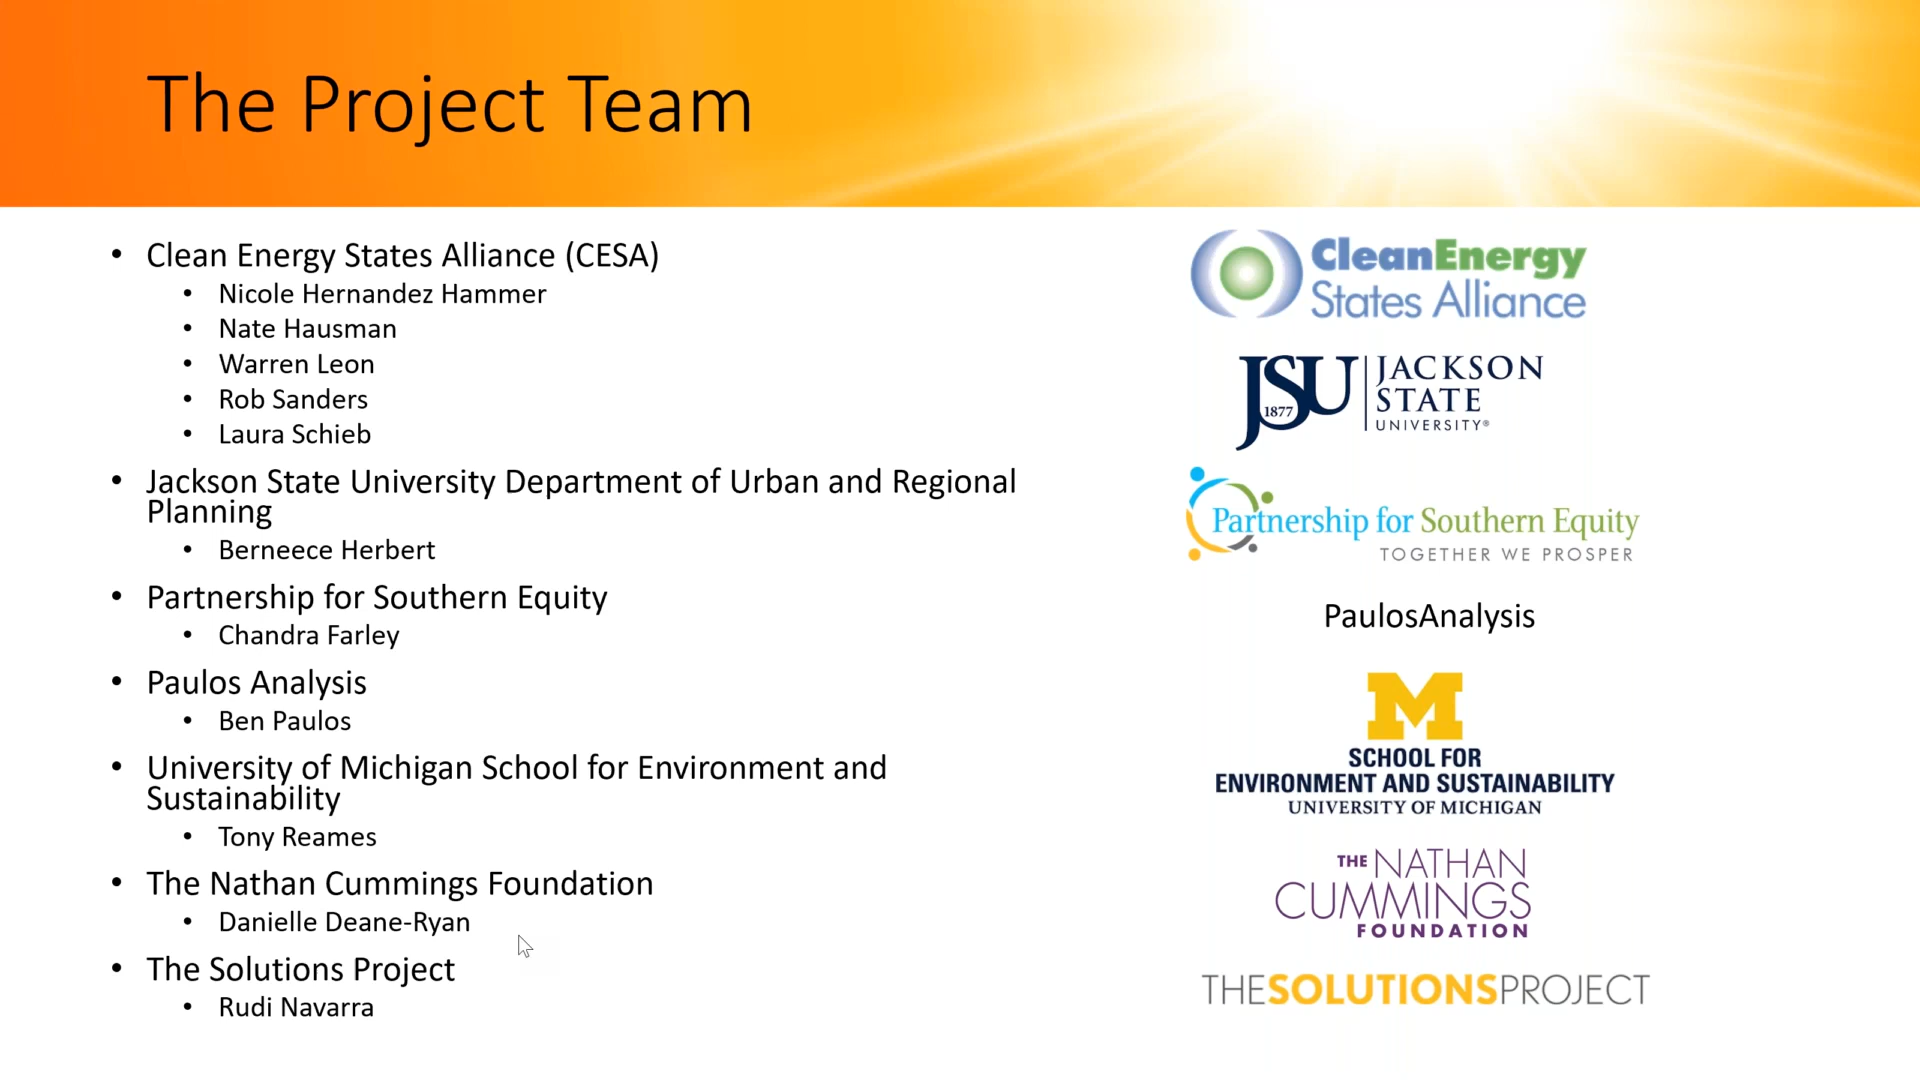 The Project Team
• Clean Energy States Alliance (CESA)
• Nicole Hernandez Hammer
• Nate Hausman
• Warren Leon
• Rob Sanders
• Laura Schieb
• Jackson State University Department of Urban and Regional
Planning
• Berneece Herbert
• Partnership for Southern Equity
• Chandra Farley
• Paulos Analysis
• Ben Paulos
• University of Michigan School for Environment and
Sustainability
• Tony Reames
• The Nathan Cummings Foundation
• Danielle Deane-Ryan
• The Solutions Project
• Rudi Navarra
CleanEnergy
States Alliance
JSU
1877
JACKSON
STATE
UNIVERSITY®
Partnership for Southern Equity
TOGETHER WE PROSPER
PaulosAnalysis
M
SCHOOL FOR
ENVIRONMENT AND SUSTAINABILITY
UNIVERSITY OF MICHIGAN
THE NATHAN
CUMMINGS
FOUNDATION
THESOLUTIONSPROJECT